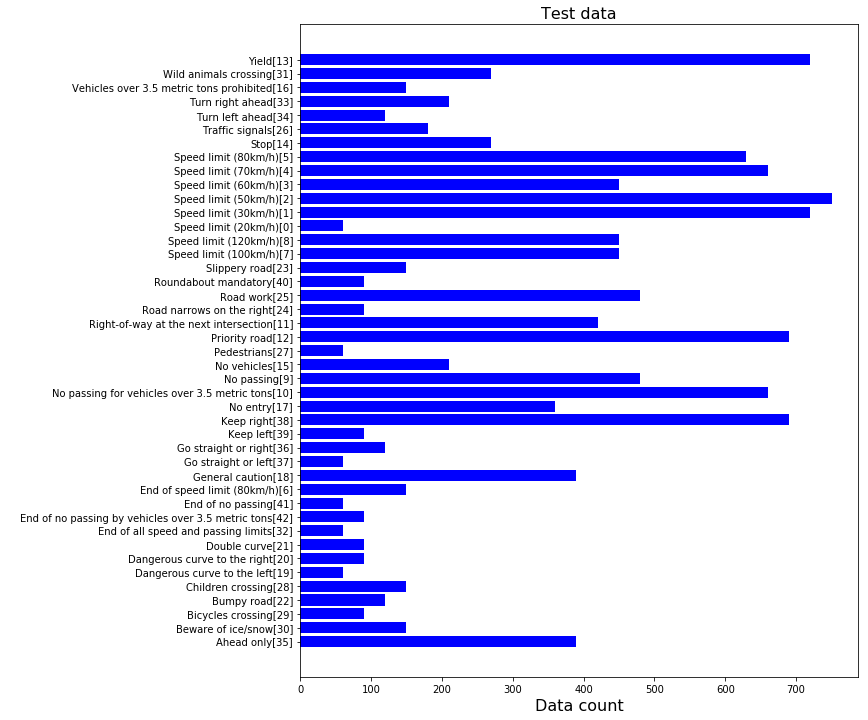 Test data
Yield[13]
Wild animals crossing[31]
Vehicles over 3.5 metric tons prohibited[16]
Turn right ahead[33]
Turn left ahead[34]
Traffic signals[26]
Stop[14]
Speed limit (80km/h)[5]
Speed limit (70km/h)[4]
Speed limit (60km/h)[3]
Speed limit (50km/h)[2]
Speed limit (30km/h)[1]
Speed limit (20km/h)[0]
Speed limit (120km/h)[8]
Speed limit (100km/h)[7]
Slippery road[23]
Roundabout mandatory[40]
Road work[25]
Road narrows on the right[24]
Right-of-way at the next intersection[11]
Priority road[12]
Pedestrians[27]
No vehicles[15]
No passing[9]
No passing for vehicles over 3.5 metric tons[10]
No entry[17]
Keep right[38]
Keep left[39]
Go straight or right[36]
Go straight or left[37]
General caution[18]
End of speed limit (80km/h)[6]
End of no passing[41]
End of no passing by vehicles over 3.5 metric tons[42]
End of all speed and passing limits[32]
Double curve[21]
Dangerous curve to the right[20]
Dangerous curve to the left[19]
Children crossing[28]
Bumpy road[22]
Bicycles crossing[29]
Beware of ice/snow[30]
Ahead only[35]
0 100 200 300 400 500 600 700
Data count